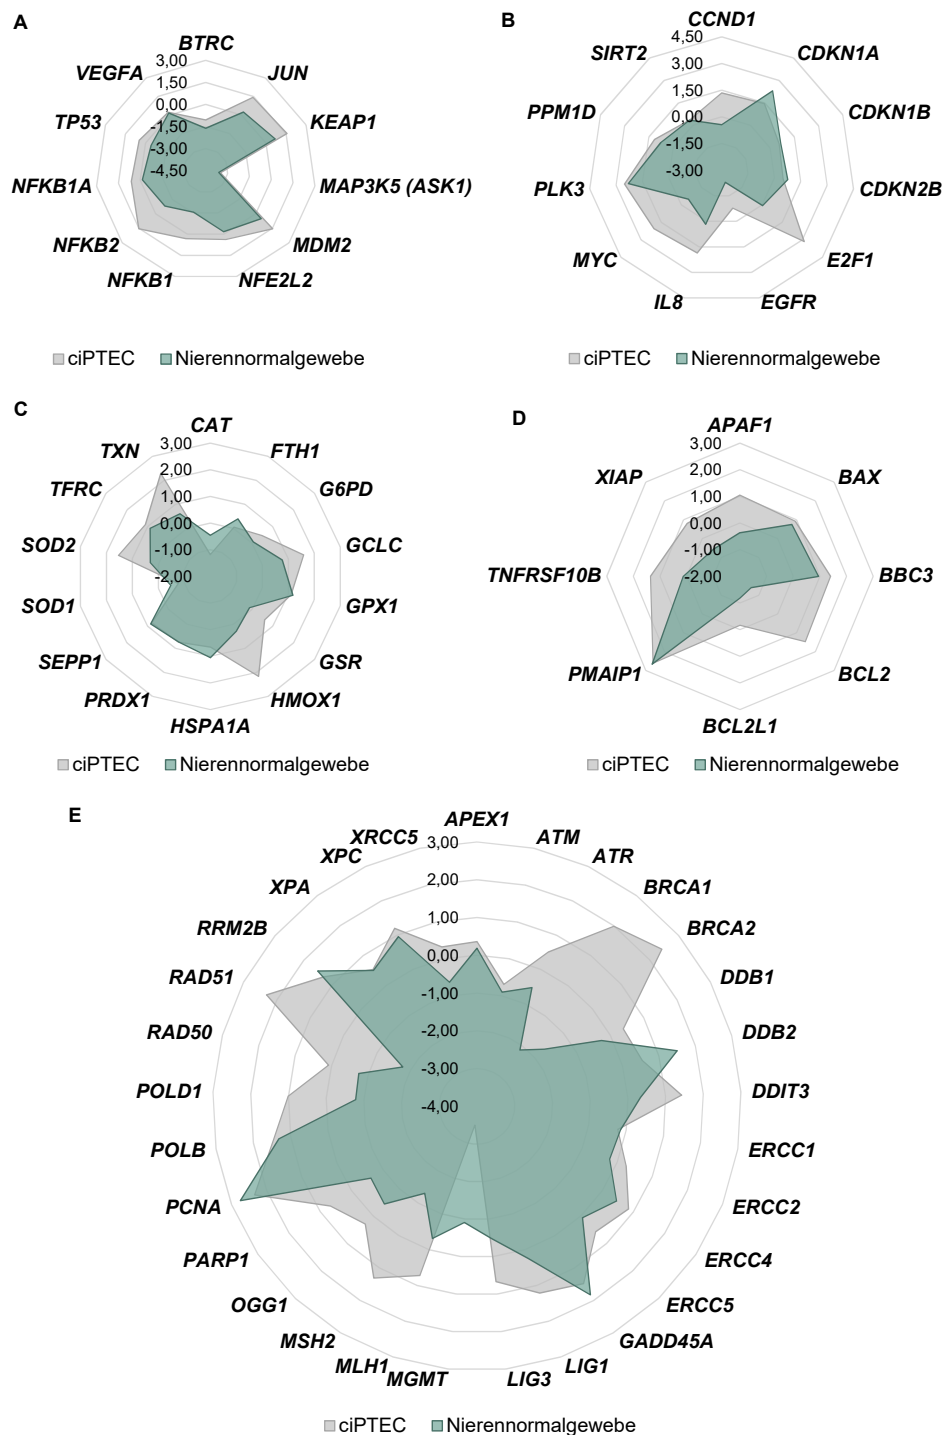 A
BTRC
3,00
1,50
0,00
-1,50
-3,00
-4,50
JUN
KEAP1
MAP3K5 (ASK1)
MDM2
NFE2L2
NFKB1
NFKB2
NFKB1A
TP53
VEGFA
ciPTEC
Nierennormalgewebe
B
CCND1
4,50
3,00
1,50
0,00
-1,50
-3,00
CDKN1A
CDKN1B
CDKN2B
E2F1
EGFR
IL8
MYC
PLK3
PPM1D
SIRT2
ciPTEC
Nierennormalgewebe
C
CAT
3,00
2,00
1,00
0,00
-1,00
-2,00
FTH1
G6PD
GCLC
GPX1
GSR
HMOX1
HSPA1A
PRDX1
SEPP1
SOD1
SOD2
TFRC
TXN
ciPTEC
Nierennormalgewebe
D
APAF1
3,00
2,00
1,00
0,00
-1,00
-2,00
BAX
BBC3
BCL2
BCL2L1
PMAIP1
TNFRSF10B
XIAP
ciPTEC
Nierennormalgewebe
E
APEX1
3,00
2,00
1,00
0,00
-1,00
-2,00
-3,00
-4,00
ATM
ATR
BRCA1
BRCA2
DDB1
DDB2
DDIT3
ERCC1
ERCC2
ERCC4
ERCC5
GADD45A
LIG1
LIG3
MGMT
MLH1
MSH2
OGG1
PARP1
PCNA
POLB
POLD1
RAD50
RAD51
RRM2B
XPA
XPC
XRCC5
ciPTEC
Nierennormalgewebe